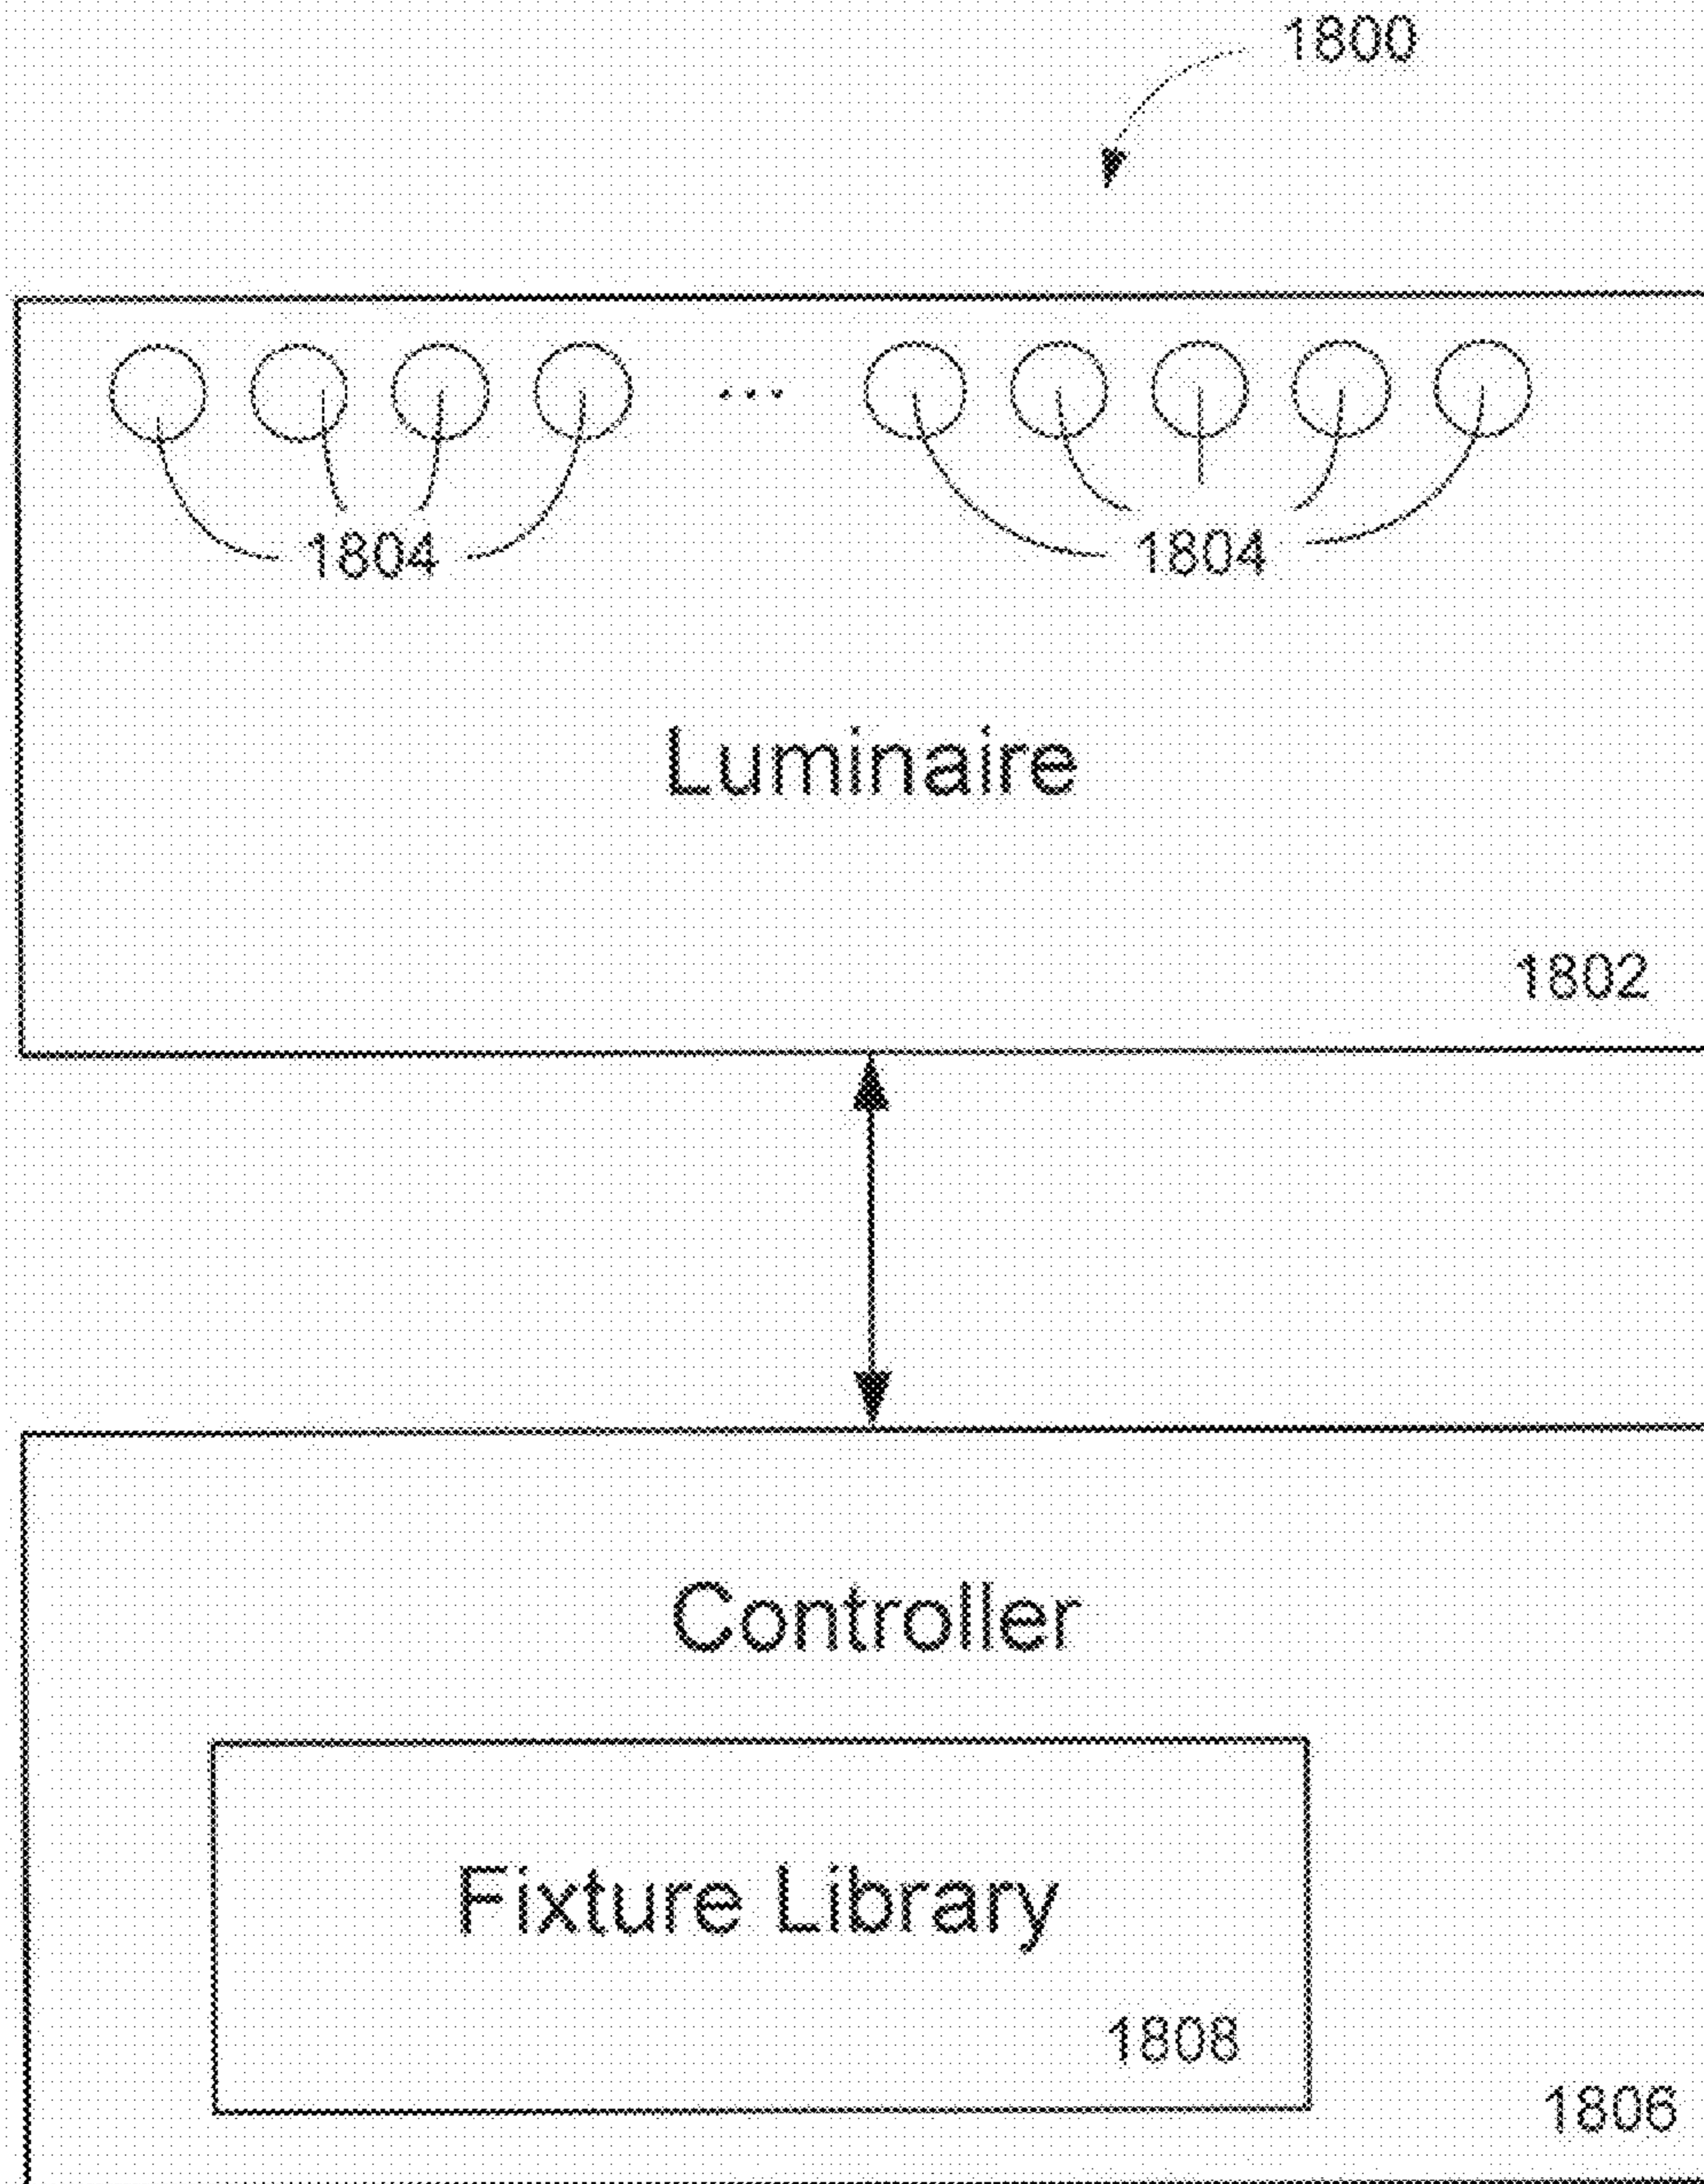 1800
...
1804 1804
Luminaire
1802
Controller
Fixture Library
1808
1806